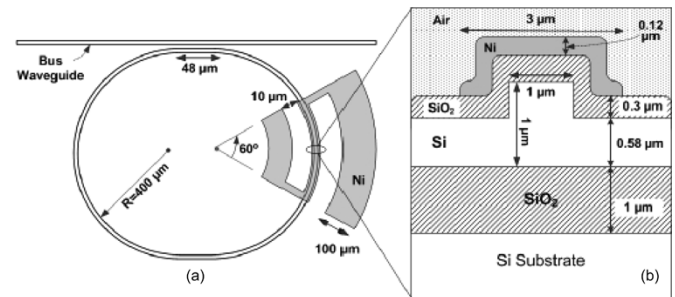 Bus
Waveguide
48 µm
10 µm
60º
R=400 µm
Ni
100 µm
(a)
Air
3 µm
0.12
µm
Ni
1 µm
SiO2
1 µm
0.3 µm
Si
0.58 µm
SiO2
1 µm
Si Substrate
(b)